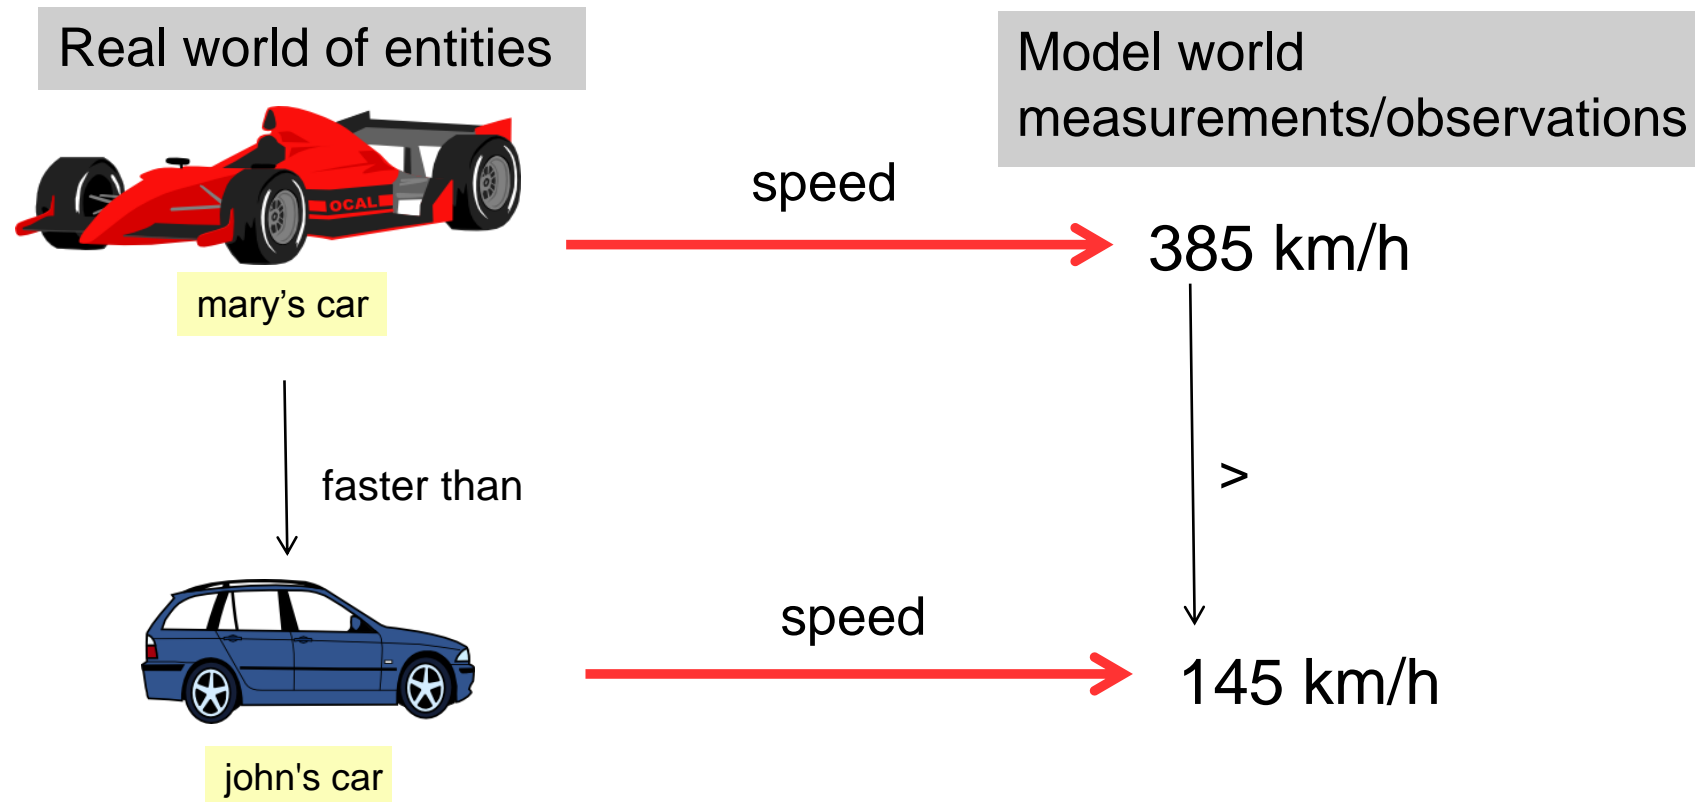 Real world of entities
Model world
measurements/observations
OCAL
speed
385 km/h
mary’s car
faster than
>
speed
145 km/h
john's car